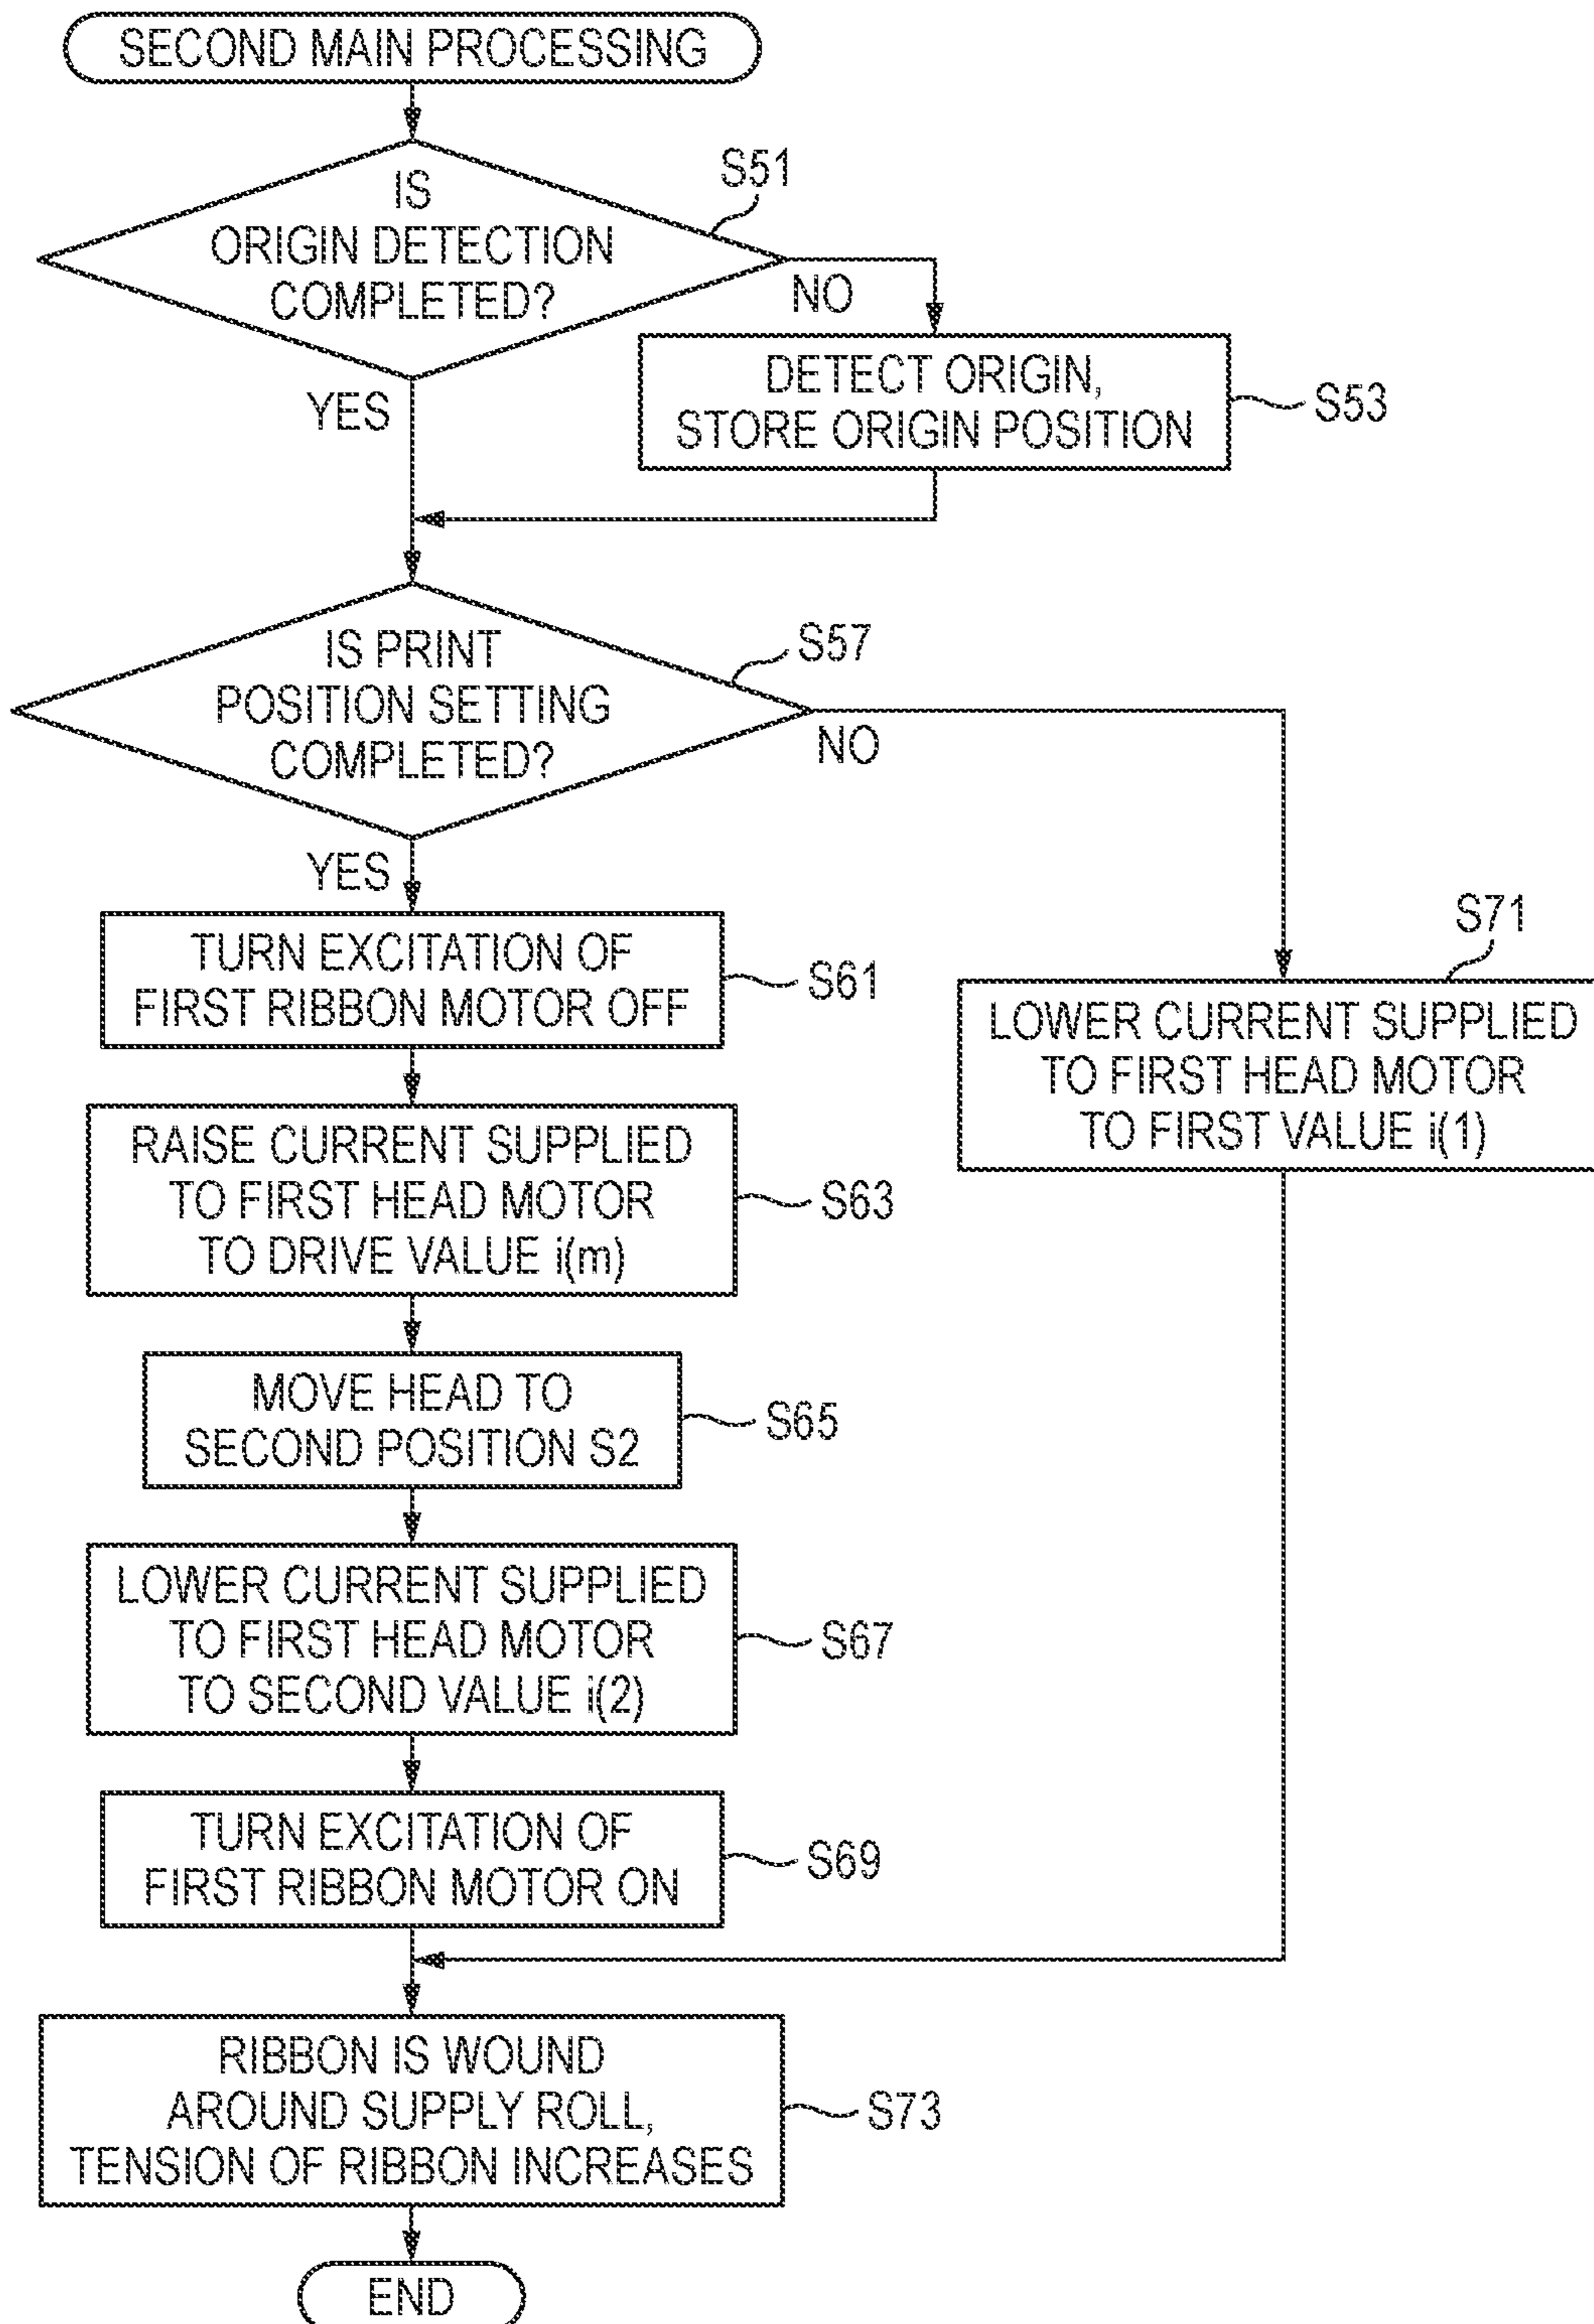 SECOND MAIN PROCESSING
IS
ORIGIN DETECTION
COMPLETED?
S51
NO
YES
DETECT ORIGIN,
STORE ORIGIN POSITION
S53
IS PRINT
POSITION SETTING
COMPLETED?
S57
NO
YES
TURN EXCITATION OF
FIRST RIBBON MOTOR OFF
S61
S71
LOWER CURRENT SUPPLIED
TO FIRST HEAD MOTOR
TO FIRST VALUE i(1)
RAISE CURRENT SUPPLIED
TO FIRST HEAD MOTOR
TO DRIVE VALUE i(m)
S63
MOVE HEAD TO
SECOND POSITION S2
S65
LOWER CURRENT SUPPLIED
TO FIRST HEAD MOTOR
TO SECOND VALUE i(2)
S67
TURN EXCITATION OF
FIRST RIBBON MOTOR ON
S69
RIBBON IS WOUND
AROUND SUPPLY ROLL,
TENSION OF RIBBON INCREASES
S73
END